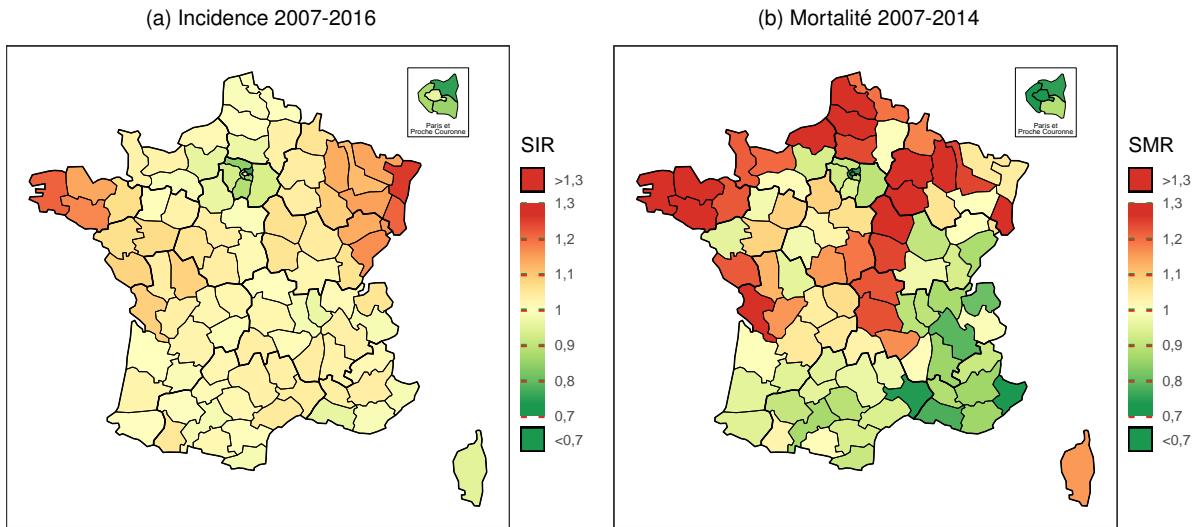 (a) Incidence 2007-2016
Paris et
Proche Couronne
SIR
>1,3
1,3
1,2
1,1
1
0,9
0,8
0,7
<0,7
(b) Mortalité 2007-2014
Paris et
Proche Couronne
SMR
>1,3
1,3
1,2
1,1
1
0,9
0,8
0,7
<0,7